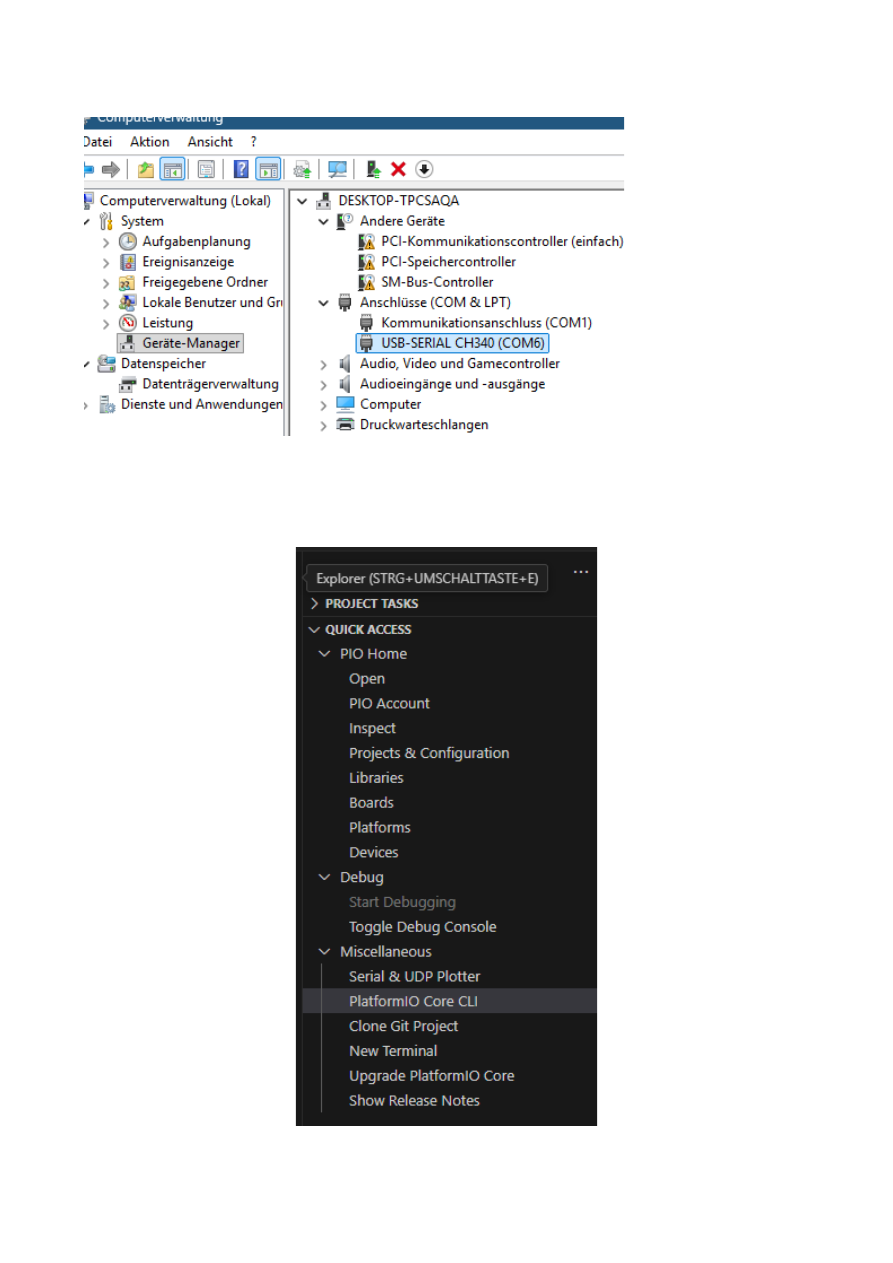 Computerverwaltung
Datei Aktion Ansicht ?
Computerverwaltung (Lokal)
System
Aufgabenplanung
Ereignisanzeige
Freigegebene Ordner
Lokale Benutzer und Gru
Leistung
Geräte-Manager
Datenspeicher
Datenträgerverwaltung
Dienste und Anwendungen
DESKTOP-TPCSAQA
Andere Geräte
PCI-Kommunikationscontroller (einfach)
PCI-Speichercontroller
SM-Bus-Controller
Anschlüsse (COM & LPT)
Kommunikationsanschluss (COM1)
USB-SERIAL CH340 (COM6)
Audio, Video und Gamecontroller
Audioeingänge und -ausgänge
Computer
Druckwarteschlangen
Explorer (STRG+UMSCHALTTASTE+E)
PROJECT TASKS
QUICK ACCESS
PIO Home
Open
PIO Account
Inspect
Projects & Configuration
Libraries
Boards
Platforms
Devices
Debug
Start Debugging
Toggle Debug Console
Miscellaneous
Serial & UDP Plotter
PlatformIO Core CLI
Clone Git Project
New Terminal
Upgrade PlatformIO Core
Show Release Notes